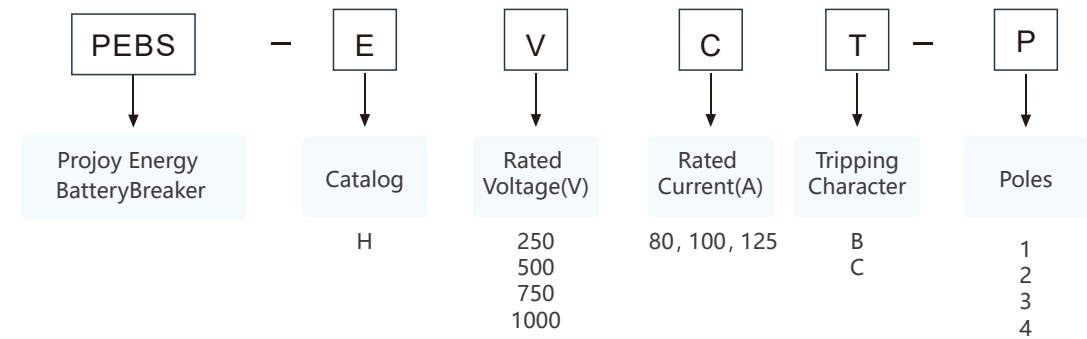 PEBS – E V C T – P
Projoy Energy
BatteryBreaker
Catalog
Rated
Voltage(V)
Rated
Current(A)
Tripping
Character
Poles
H
250
500
750
1000
80, 100, 125
B
C
1
2
3
4